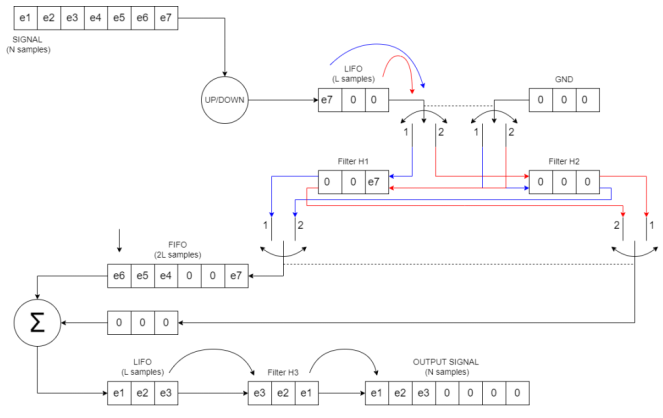 e1 e2 e3 e4 e5 e6 e7
SIGNAL
(N samples)
UP/DOWN
LIFO
(L samples)
e7 0 0
GND
0 0 0
1 2 1 2
Filter H1
0 0 e7
Filter H2
0 0 0
1 2 2 1
FIFO
(2L samples)
e6 e5 e4 0 0 e7
Σ
0 0 0
LIFO
(L samples)
e1 e2 e3
Filter H3
e3 e2 e1
OUTPUT SIGNAL
(N samples)
e1 e2 e3 0 0 0 0